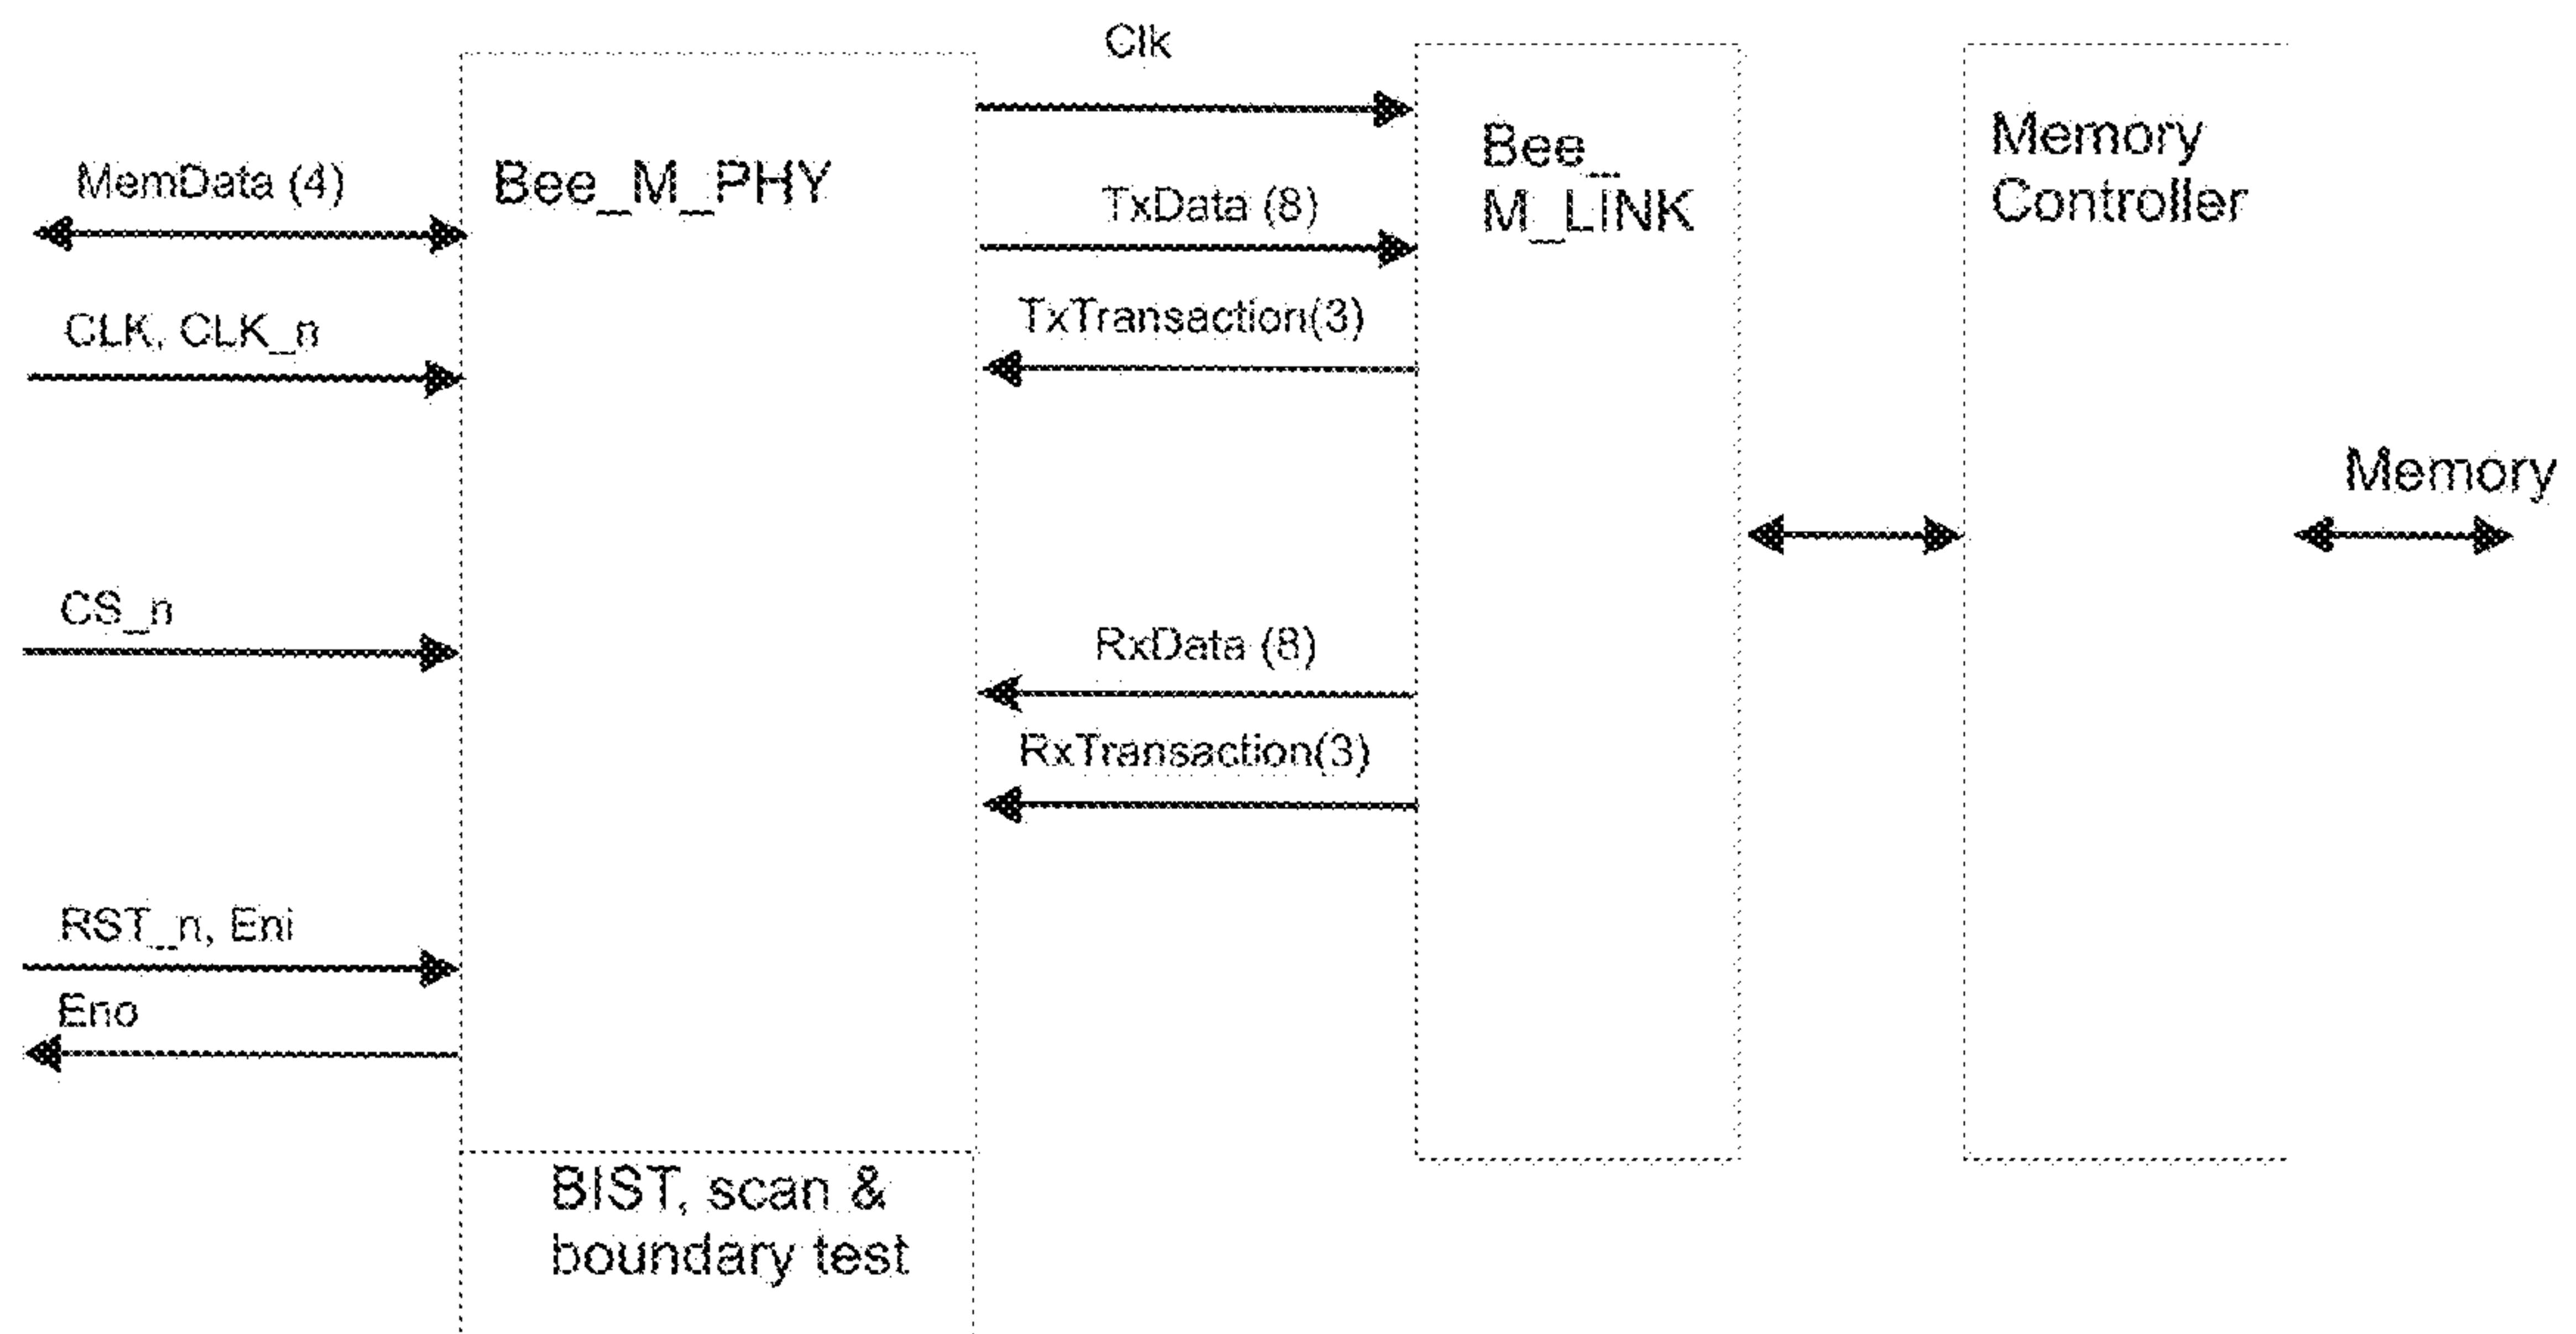 Clk
MemData (4)
Bee_M_PHY
TxData (8)
Bee_
M_LINK
Memory
Controller
CLK, CLK_n
TxTransaction(3)
Memory
CS_n
RxData (8)
RxTransaction(3)
RST_n, Eni
Eno
BIST, scan &
boundary test